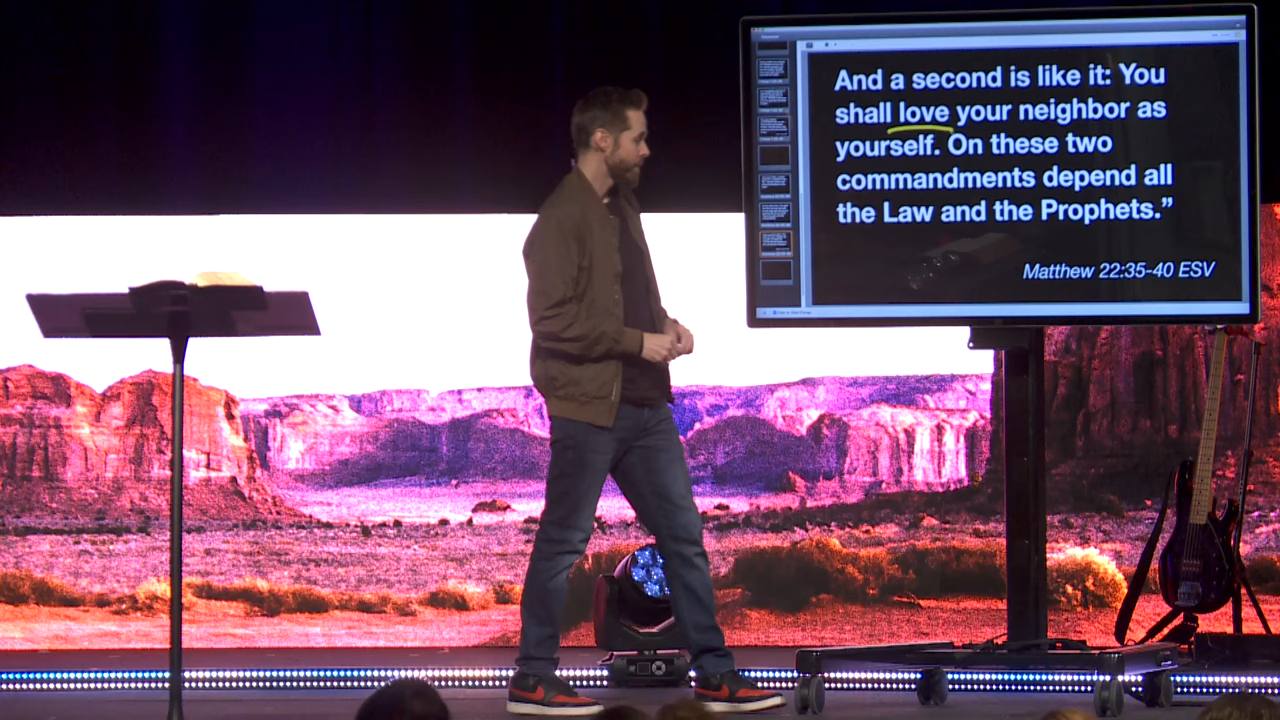 And a second is like it: You
shall love your neighbor as
yourself. On these two
commandments depend all
the Law and the Prophets.”
Matthew 22:35-40 ESV